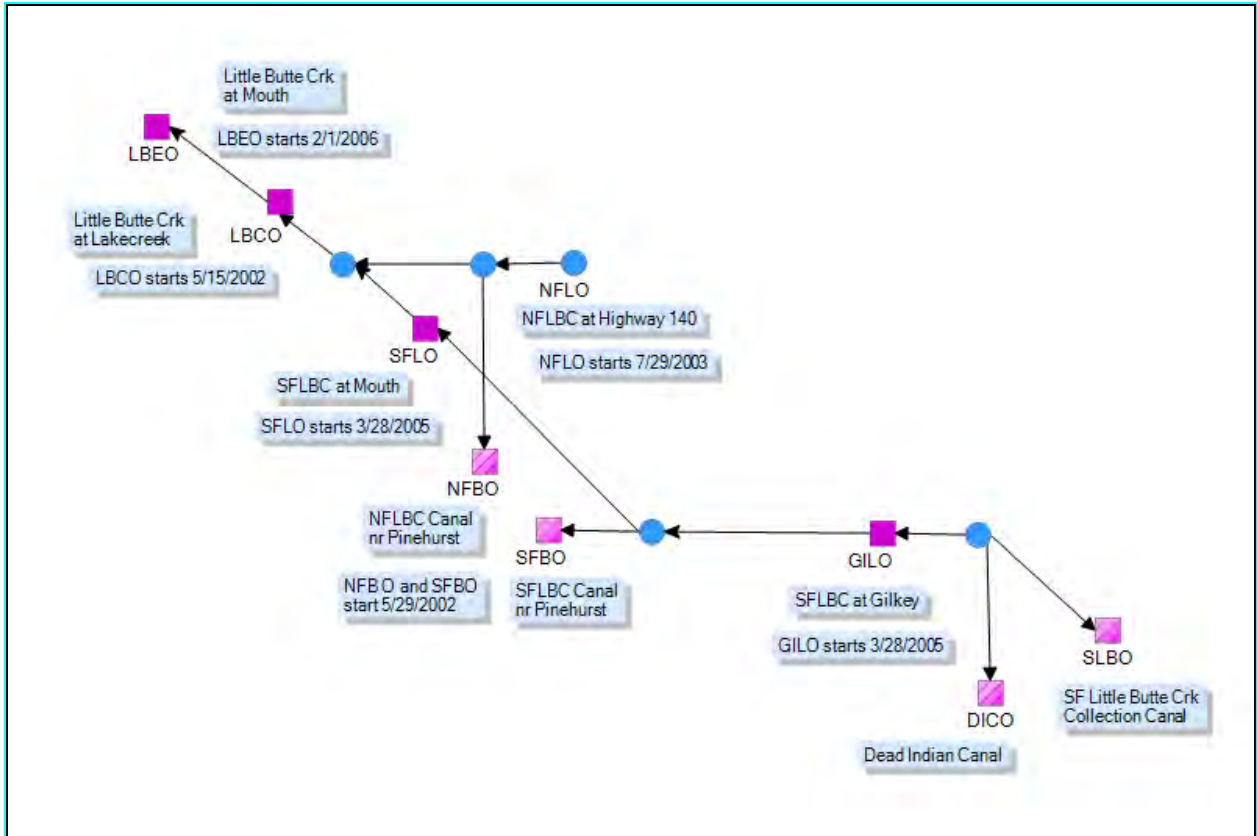 Little Butte Crk
at Mouth
LBEO starts 2/1/2006
LBEO
Little Butte Crk
at Lakecreek
LBCO
LBCO starts 5/15/2002
NFLO
NFLBC at Highway 140
NFLO starts 7/29/2003
SFLO
SFLBC at Mouth
SFLO starts 3/28/2005
NFBO
NFLBC Canal
nr Pinehurst
NFBO and SFBO
start 5/29/2002
SFBO
SFLBC Canal
nr Pinehurst
GILO
SFLBC at Gilkey
GILO starts 3/28/2005
SLBO
SF Little Butte Crk
Collection Canal
DICO
Dead Indian Canal